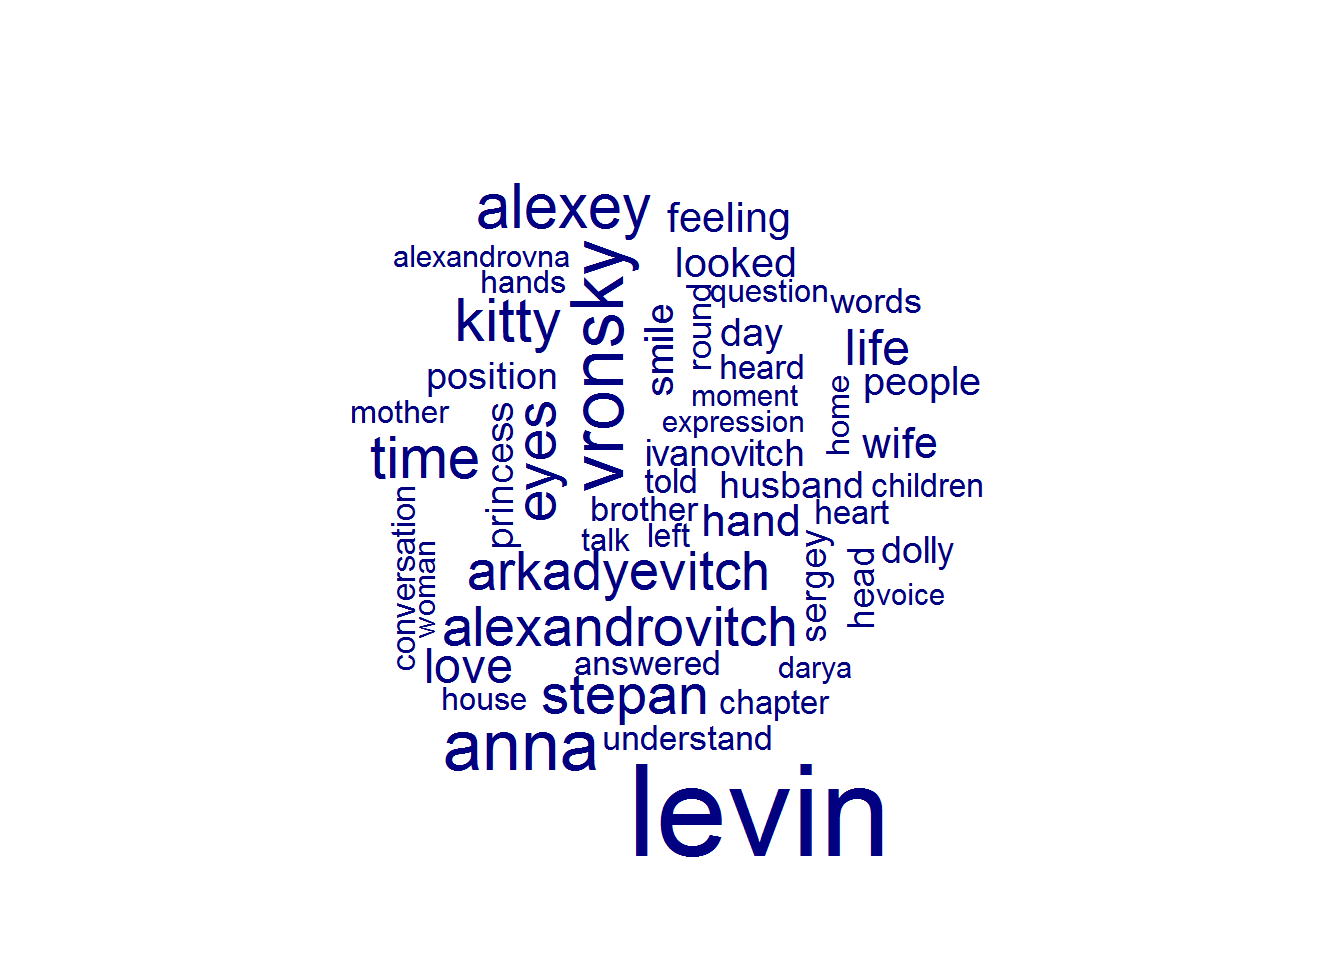 alexey
feeling
alexandrovna
looked
hands
vronsky
question
words
kitty
smile
round
day
life
heard
people
position
moment
home
mother
princess
eyes
expression
time
ivanovitch
wife
told
husband
children
conversation
brother
hand
heart
woman
talk
left
sergey
head
dolly
arkadyevitch
voice
alexandrovitch
love
answered
darya
house
stepan
chapter
anna
understand
levin